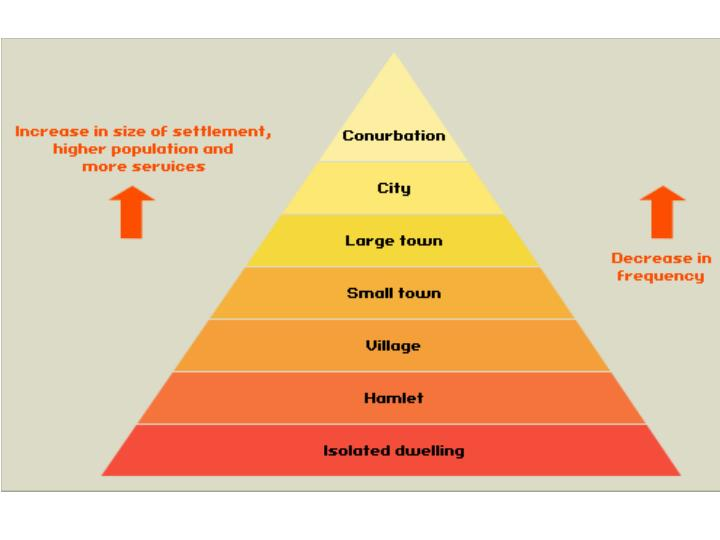 Increase in size of settlement,
higher population and
more services
Conurbation
City
Large town
Small town
Village
Hamlet
Isolated dwelling
Decrease in
frequency